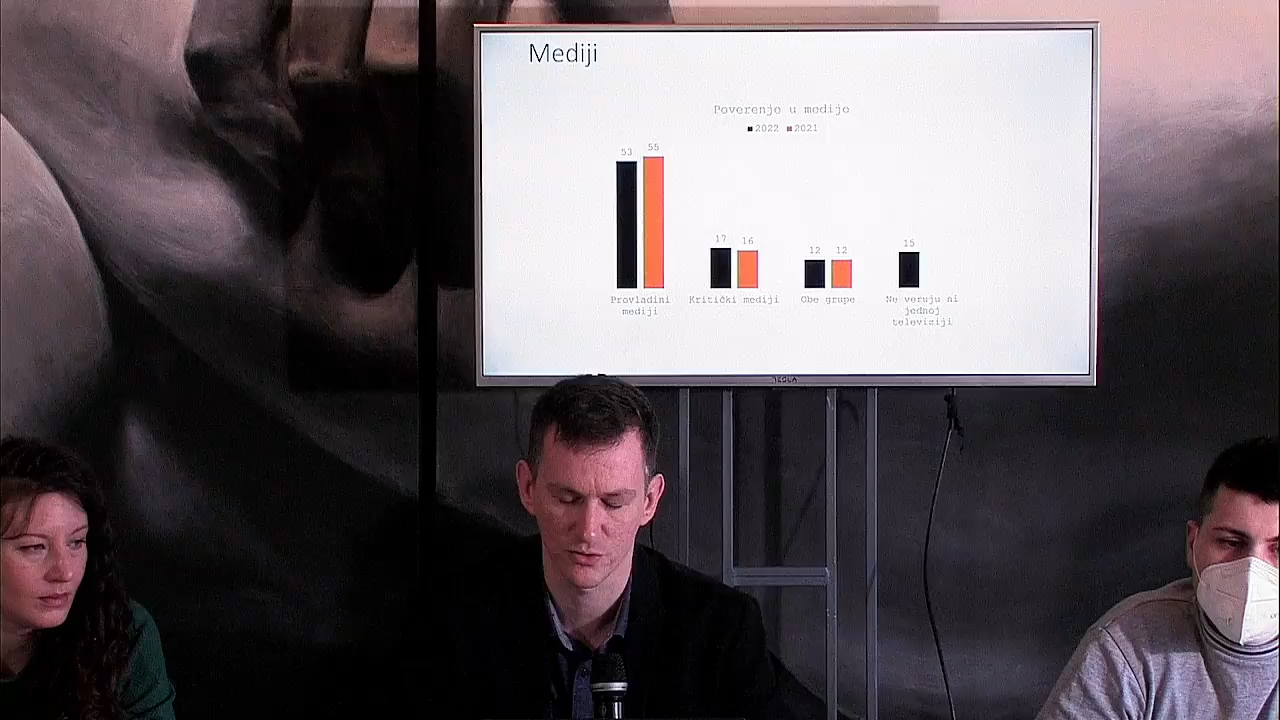 Mediji
Poverenje u medije
2022 2021
53 55
17 16
12 12
15
Provladini
mediji
Kritički mediji
Obe grupe
Ne veruju ni
jednoj
televiziji
TESLA